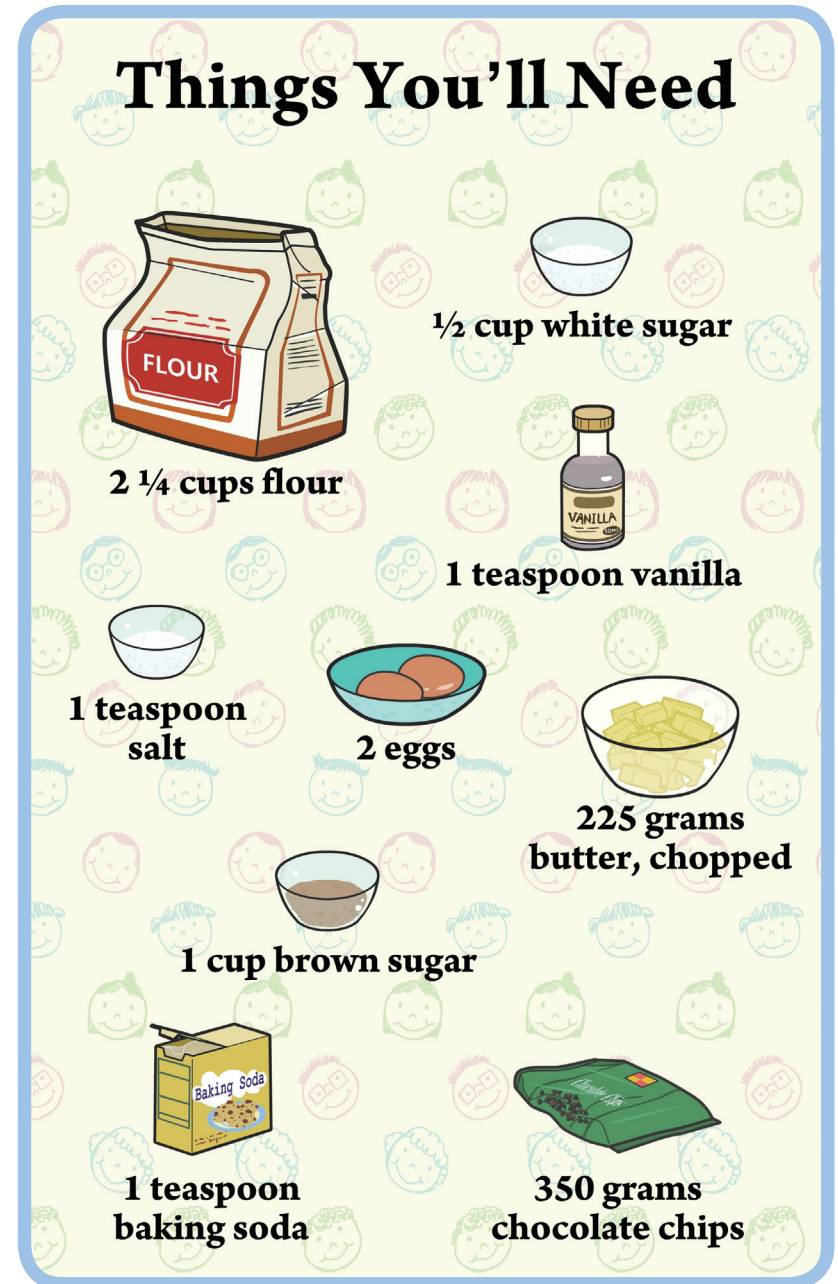 Things You’ll Need
FLOUR
2 ¼ cups flour
½ cup white sugar
VANILLA
1 teaspoon vanilla
1 teaspoon
salt
2 eggs
225 grams
butter, chopped
1 cup brown sugar
Baking Soda
1 teaspoon
baking soda
Chocolate Chips
350 grams
chocolate chips